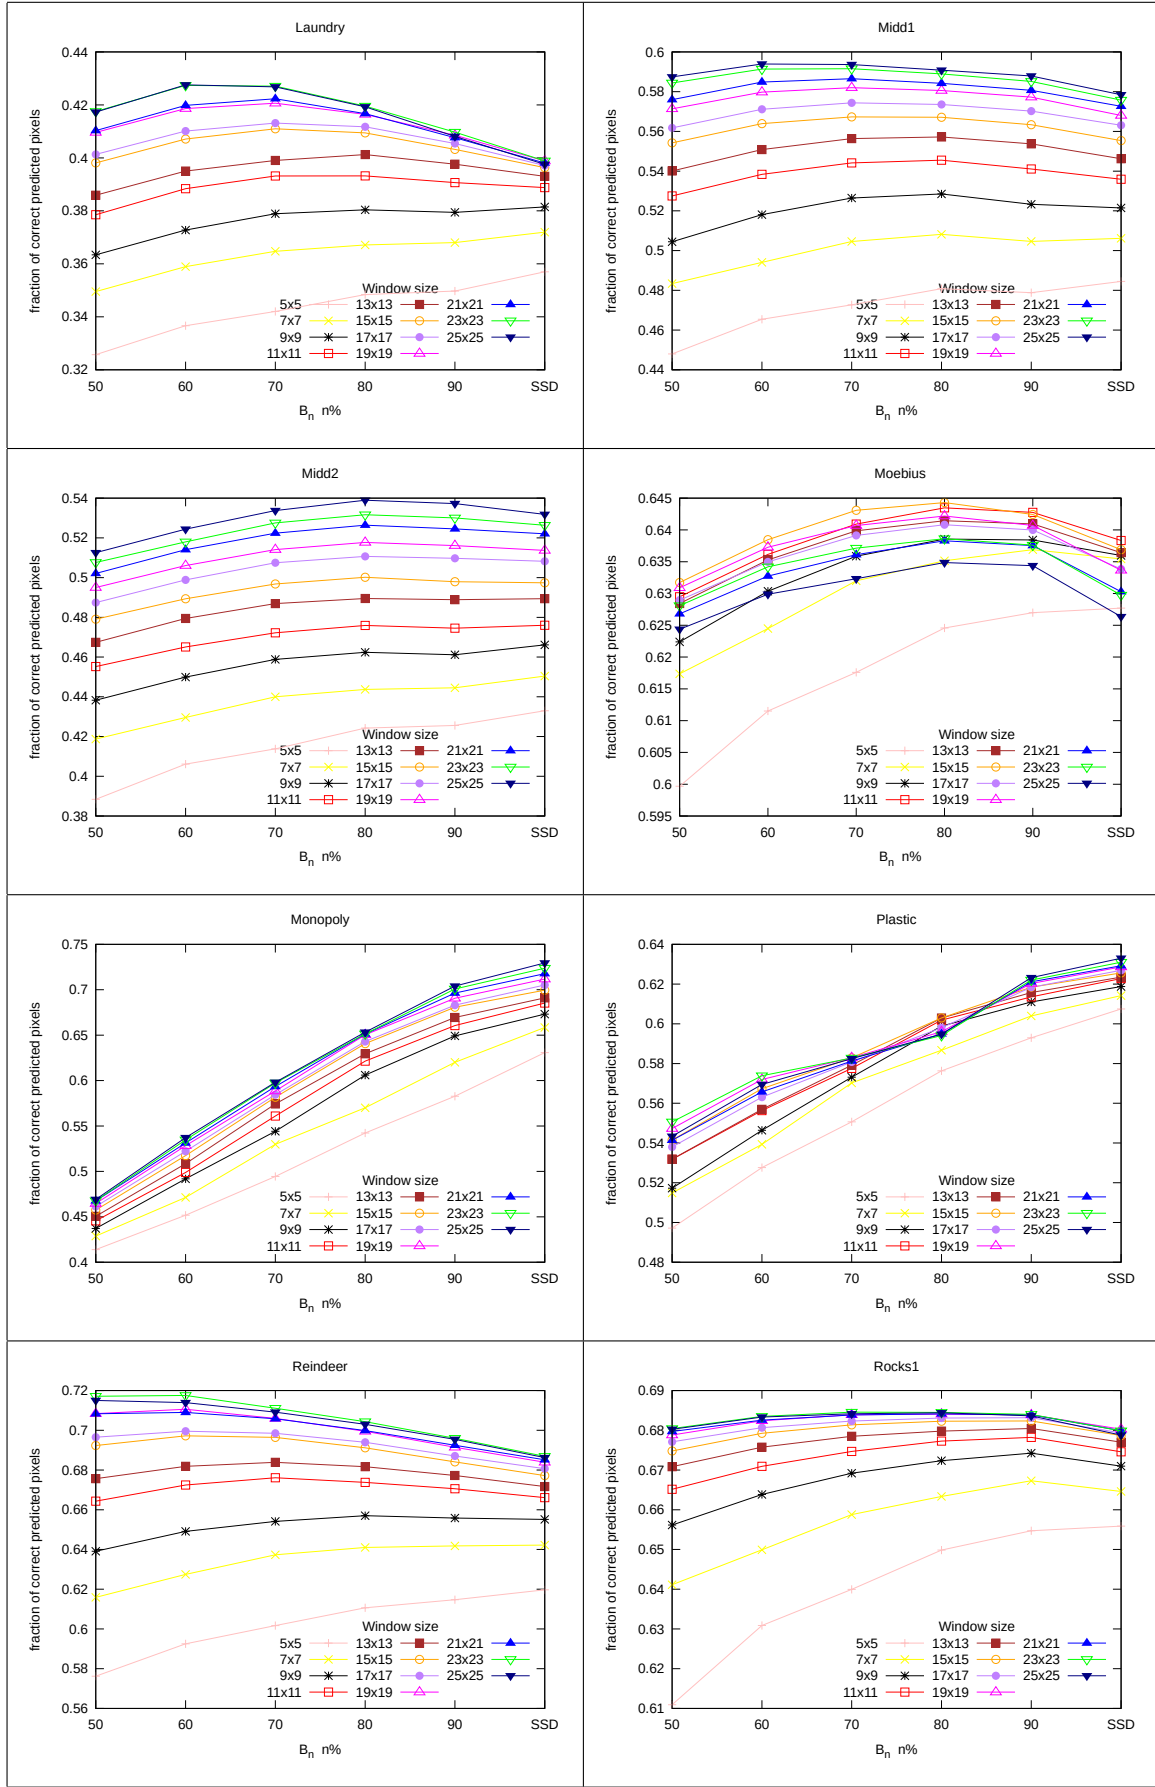 Laundry
0.44
0.42
0.4
0.38
0.36
0.34
0.32
fraction of correct predicted pixels
Window size
5x5 13x13 21x21
7x7 15x15 23x23
9x9 17x17 25x25
11x11 19x19
50 60 70 80 90 SSD
Bn n%
Midd1
0.6
0.58
0.56
0.54
0.52
0.5
0.48
0.46
0.44
fraction of correct predicted pixels
Window size
5x5 13x13 21x21
7x7 15x15 23x23
9x9 17x17 25x25
11x11 19x19
50 60 70 80 90 SSD
Bn n%
Midd2
0.54
0.52
0.5
0.48
0.46
0.44
0.42
0.4
0.38
fraction of correct predicted pixels
Window size
5x5 13x13 21x21
7x7 15x15 23x23
9x9 17x17 25x25
11x11 19x19
50 60 70 80 90 SSD
Bn n%
Moebius
0.645
0.64
0.635
0.63
0.625
0.62
0.615
0.61
0.605
0.6
0.595
fraction of correct predicted pixels
Window size
5x5 13x13 21x21
7x7 15x15 23x23
9x9 17x17 25x25
11x11 19x19
50 60 70 80 90 SSD
Bn n%
Monopoly
0.75
0.7
0.65
0.6
0.55
0.5
0.45
0.4
fraction of correct predicted pixels
Window size
5x5 13x13 21x21
7x7 15x15 23x23
9x9 17x17 25x25
11x11 19x19
50 60 70 80 90 SSD
Bn n%
Plastic
0.64
0.62
0.6
0.58
0.56
0.54
0.52
0.5
0.48
fraction of correct predicted pixels
Window size
5x5 13x13 21x21
7x7 15x15 23x23
9x9 17x17 25x25
11x11 19x19
50 60 70 80 90 SSD
Bn n%
Reindeer
0.72
0.7
0.68
0.66
0.64
0.62
0.6
0.58
0.56
fraction of correct predicted pixels
Window size
5x5 13x13 21x21
7x7 15x15 23x23
9x9 17x17 25x25
11x11 19x19
50 60 70 80 90 SSD
Bn n%
Rocks1
0.69
0.68
0.67
0.66
0.65
0.64
0.63
0.62
0.61
fraction of correct predicted pixels
Window size
5x5 13x13 21x21
7x7 15x15 23x23
9x9 17x17 25x25
11x11 19x19
50 60 70 80 90 SSD
Bn n%